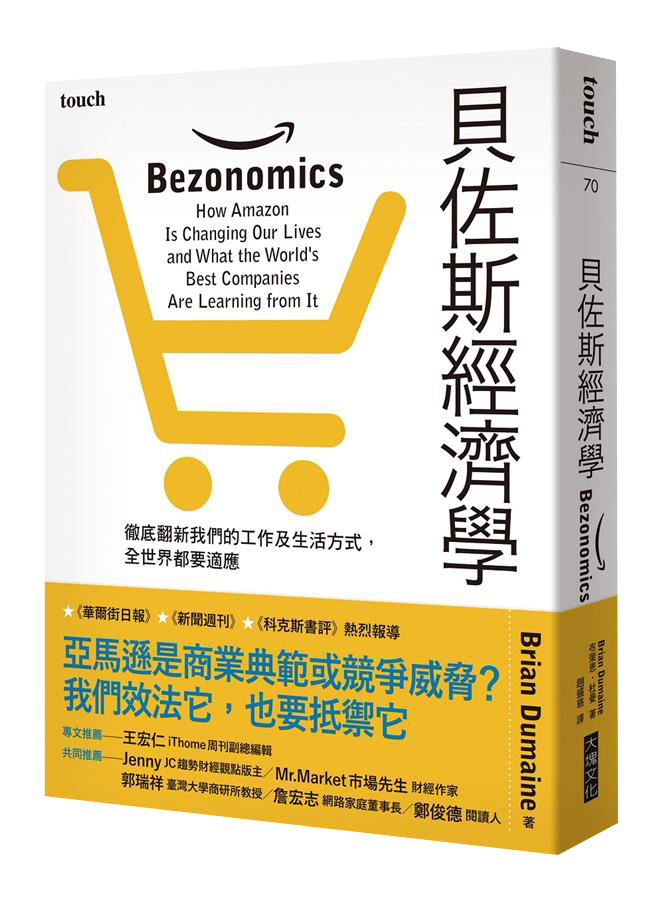 touch
Bezonomics
How Amazon
Is Changing Our Lives
and What the World's
Best Companies
Are Learning from It
貝佐斯經濟學
徹底翻新我們的工作及生活方式，
全世界都要適應
★《華爾街日報》★《新聞週刊》★《科克斯書評》熱烈報導
亞馬遜是商業典範或競爭威脅？
我們效法它，也要抵禦它
專文推薦──王宏仁 iThome周刊副總編輯
共同推薦──Jenny JC趨勢財經觀點版主／Mr.Market市場先生 財經作家
郭瑞祥 臺灣大學商研所教授／詹宏志 網路家庭董事長／鄭俊德 閱讀人
Brian Dumaine 著
touch
70
貝佐斯經濟學
Bezonomics
Brian Dumaine
布萊恩・杜曼 著
趙盛慈 譯
大塊文化